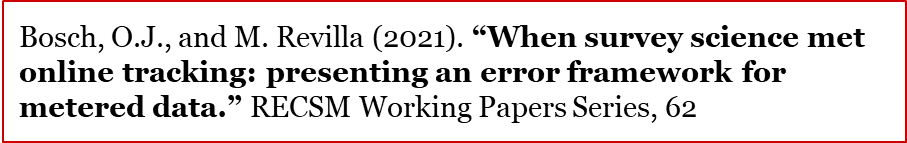 Bosch, O.J., and M. Revilla (2021). “When survey science met
online tracking: presenting an error framework for
metered data.” RECSM Working Papers Series, 62